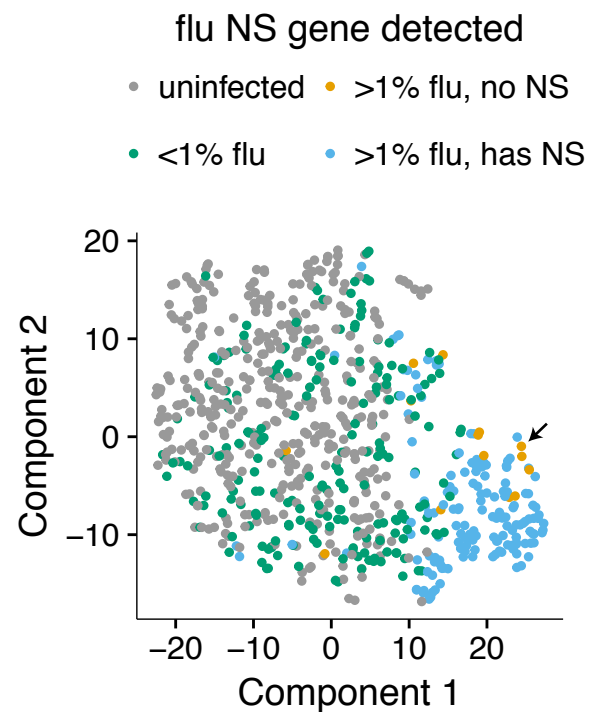 flu NS gene detected
uninfected >1% flu, no NS
<1% flu >1% flu, has NS
20
10
0
−10
Component 2
−20 −10 0 10 20
Component 1